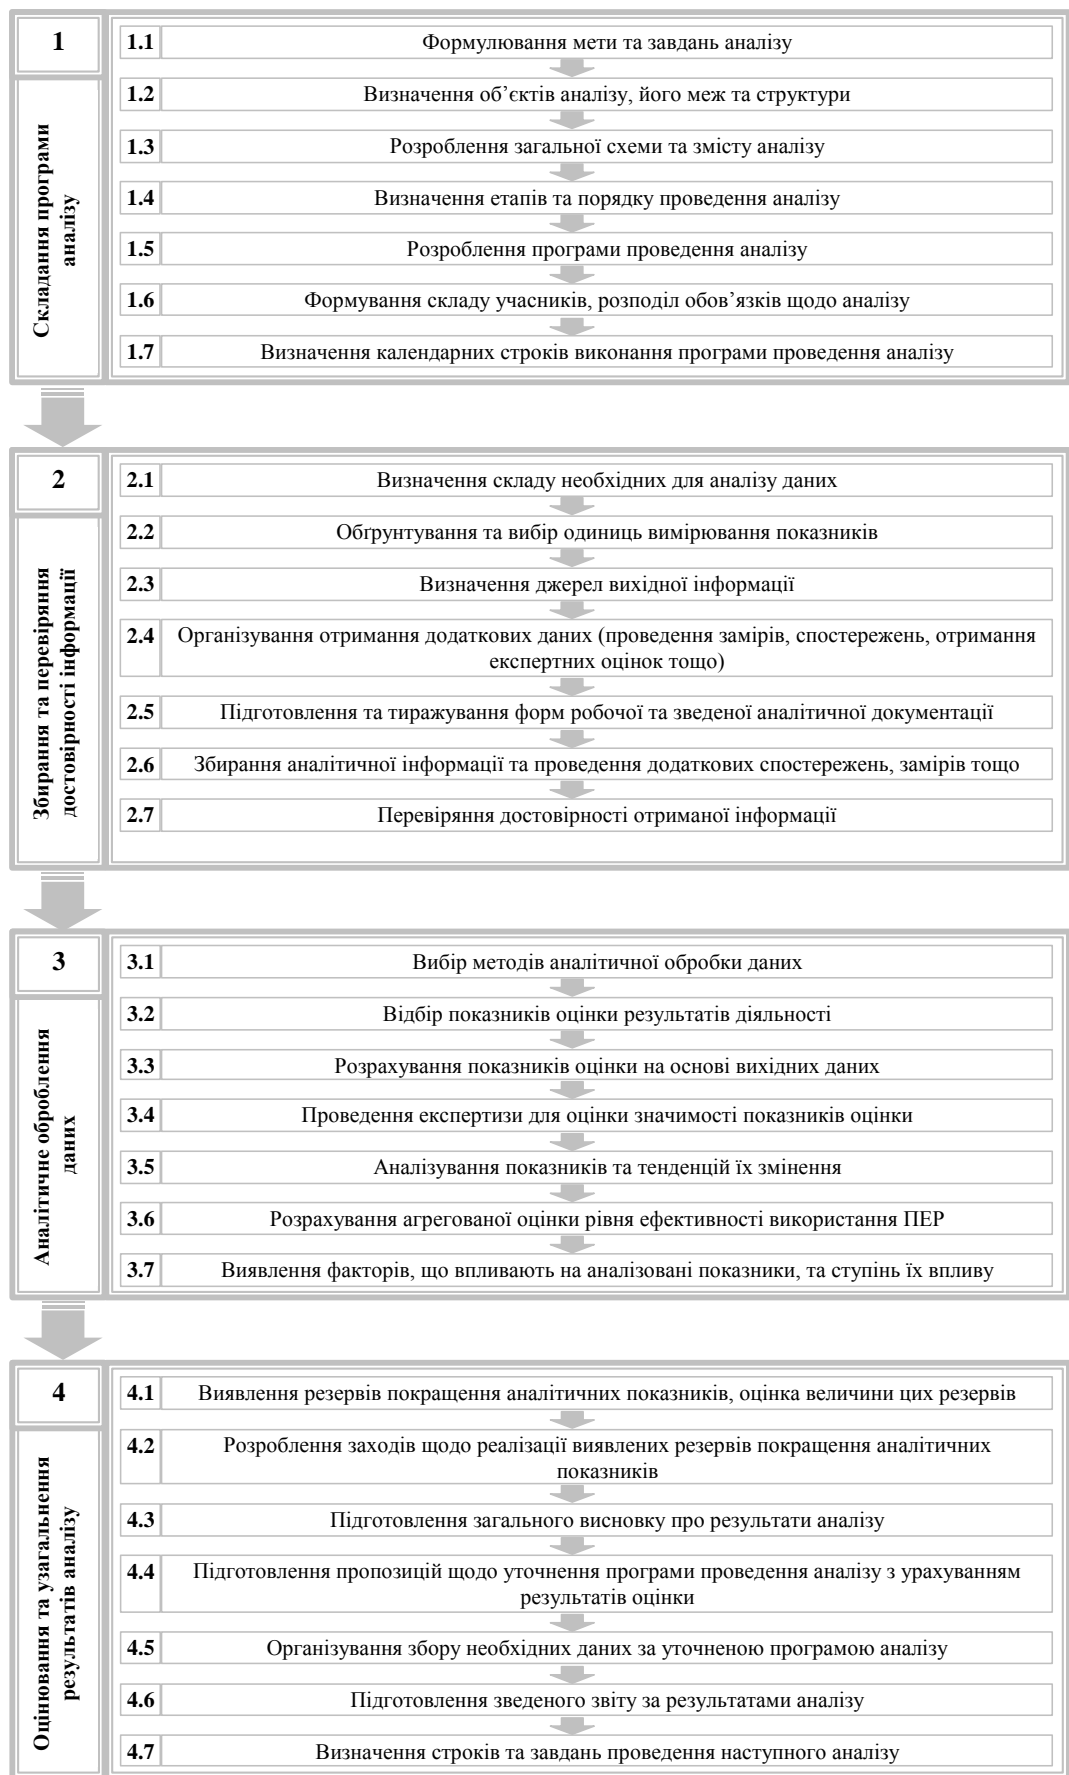 1
Складання програми
аналізу
1.1 Формулювання мети та завдань аналізу
1.2 Визначення об’єктів аналізу, його меж та структури
1.3 Розроблення загальної схеми та змісту аналізу
1.4 Визначення етапів та порядку проведення аналізу
1.5 Розроблення програми проведення аналізу
1.6 Формування складу учасників, розподіл обов’язків щодо аналізу
1.7 Визначення календарних строків виконання програми проведення аналізу
2
Збирання та перевіряння
достовірності інформації
2.1 Визначення складу необхідних для аналізу даних
2.2 Обґрунтування та вибір одиниць вимірювання показників
2.3 Визначення джерел вихідної інформації
2.4 Організування отримання додаткових даних (проведення замірів, спостережень, отримання
експертних оцінок тощо)
2.5 Підготовлення та тиражування форм робочої та зведеної аналітичної документації
2.6 Збирання аналітичної інформації та проведення додаткових спостережень, замірів тощо
2.7 Перевіряння достовірності отриманої інформації
3
Аналітичне оброблення
даних
3.1 Вибір методів аналітичної обробки даних
3.2 Відбір показників оцінки результатів діяльності
3.3 Розрахування показників оцінки на основі вихідних даних
3.4 Проведення експертизи для оцінки значимості показників оцінки
3.5 Аналізування показників та тенденцій їх змінення
3.6 Розрахування агрегованої оцінки рівня ефективності використання ПЕР
3.7 Виявлення факторів, що впливають на аналізовані показники, та ступінь їх впливу
4
Оцінювання та узагальнення
результатів аналізу
4.1 Виявлення резервів покращення аналітичних показників, оцінка величини цих резервів
4.2 Розроблення заходів щодо реалізації виявлених резервів покращення аналітичних
показників
4.3 Підготовлення загального висновку про результати аналізу
4.4 Підготовлення пропозицій щодо уточнення програми проведення аналізу з урахуванням
результатів оцінки
4.5 Організування збору необхідних даних за уточненою програмою аналізу
4.6 Підготовлення зведеного звіту за результатами аналізу
4.7 Визначення строків та завдань проведення наступного аналізу